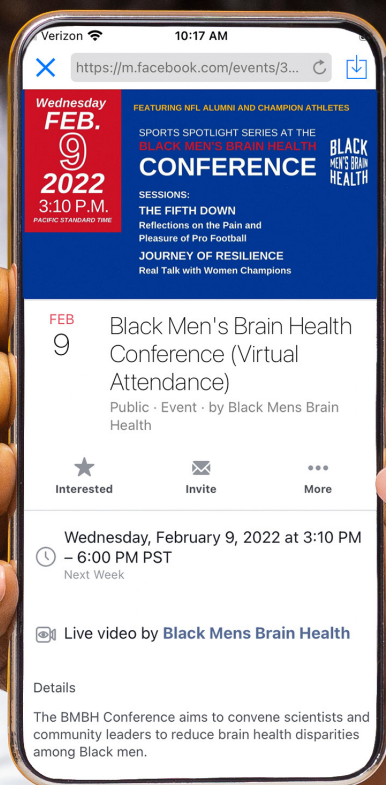 Verizon
10:17 AM
https://m.facebook.com/events/3...
Wednesday
FEB.
9
2022
3:10 P.M.
PACIFIC STANDARD TIME
FEATURING NFL ALUMNI AND CHAMPION ATHLETES
SPORTS SPOTLIGHT SERIES AT THE
BLACK MEN'S BRAIN HEALTH
CONFERENCE
BLACK
MEN'S BRAIN
HEALTH
SESSIONS:
THE FIFTH DOWN
Reflections on the Pain and
Pleasure of Pro Football
JOURNEY OF RESILIENCE
Real Talk with Women Champions
FEB
9
Black Men's Brain Health
Conference (Virtual
Attendance)
Public · Event · by Black Mens Brain
Health
Interested
Invite
More
Wednesday, February 9, 2022 at 3:10 PM
– 6:00 PM PST
Next Week
Live video by Black Mens Brain Health
Details
The BMBH Conference aims to convene scientists and
community leaders to reduce brain health disparities
among Black men.